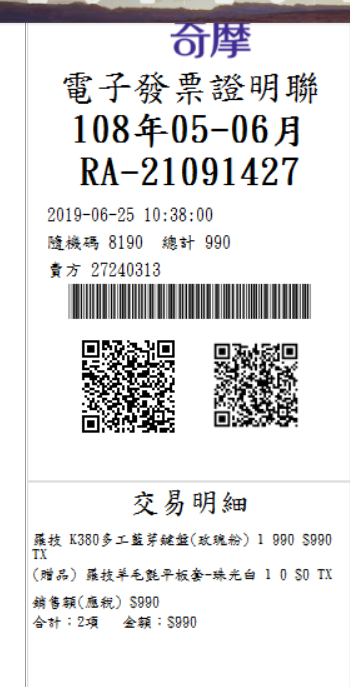 奇摩
電子發票證明聯
108年05-06月
RA-21091427
2019-06-25 10:38:00
隨機碼 8190 總計 990
賣方 27240313
交易明細
羅技 K380多工藍芽鍵盤(玫瑰粉) 1 990 $990
TX
(贈品) 羅技羊毛氈平板套-珠光白 1 0 $0 TX
銷售額(應稅) $990
合計：2項 金額：$990